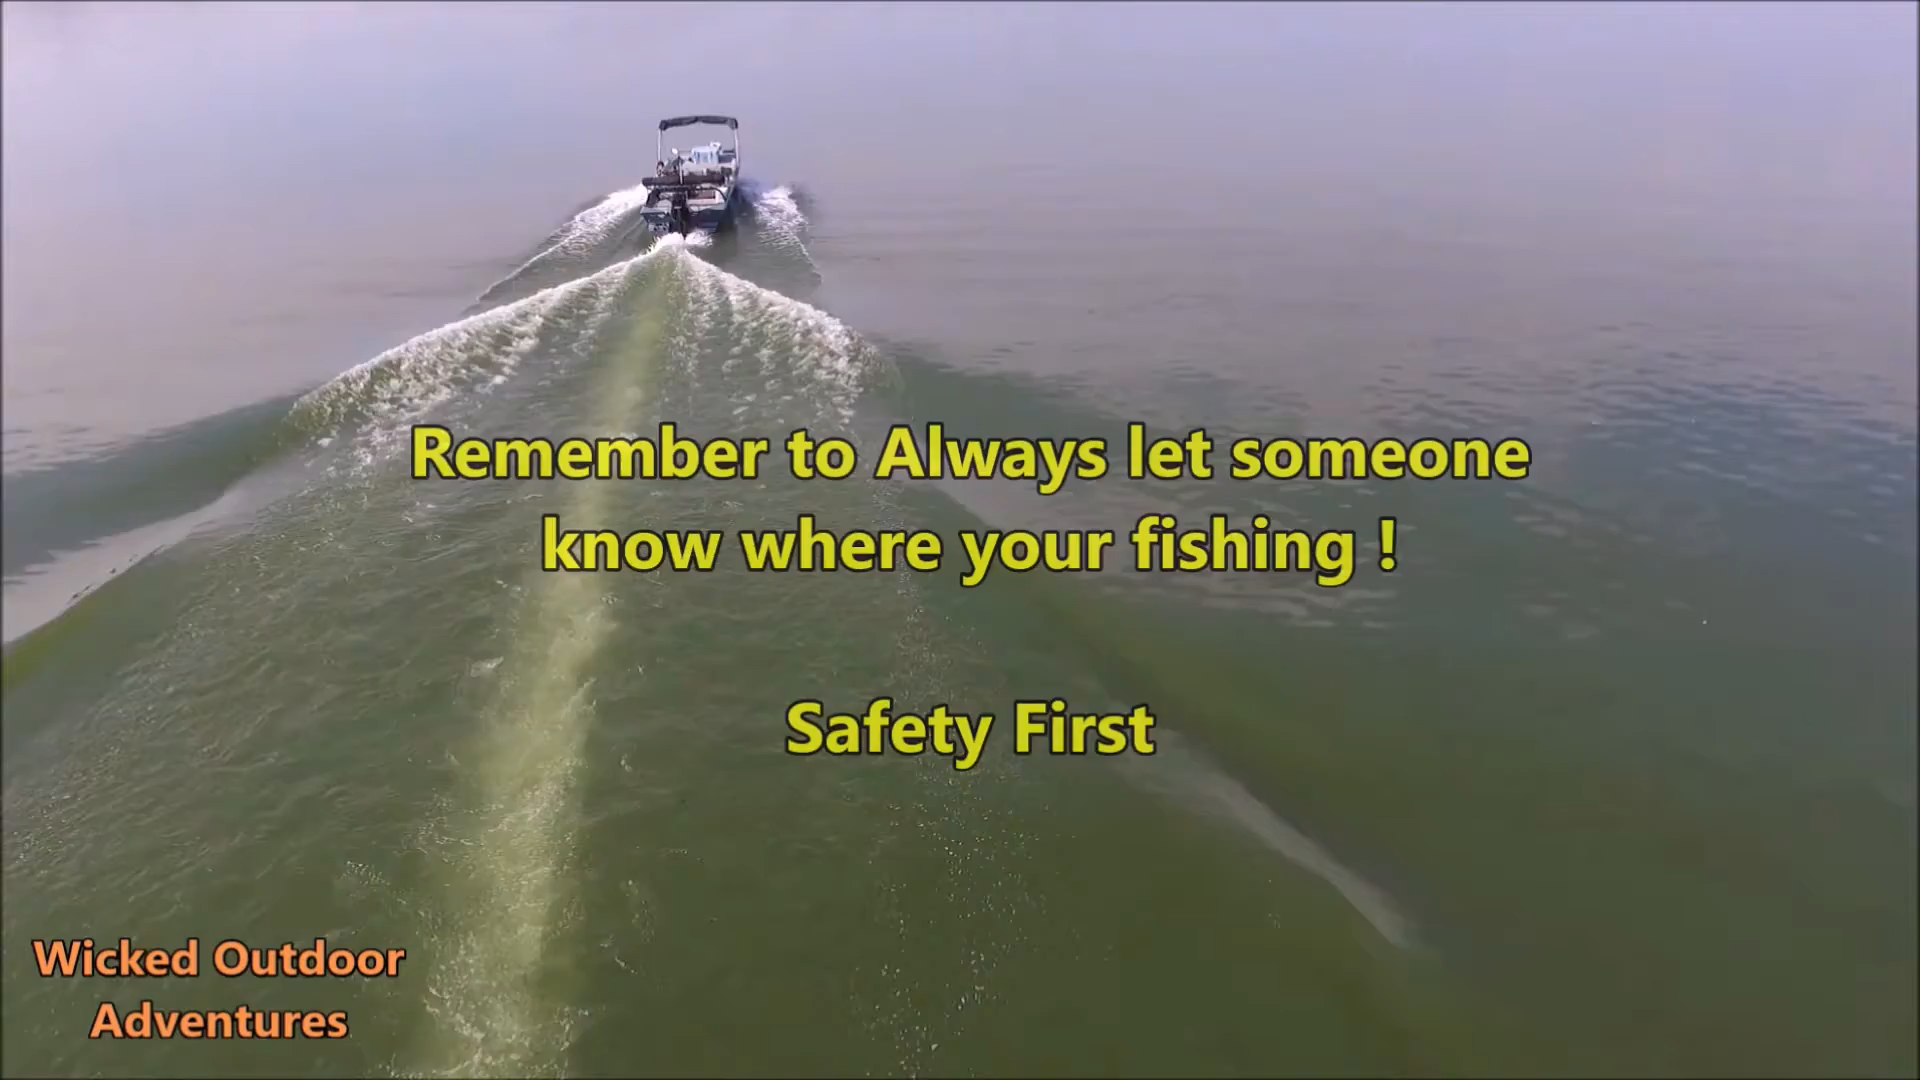 Remember to Always let someone
know where your fishing !
Safety First
Wicked Outdoor
Adventures